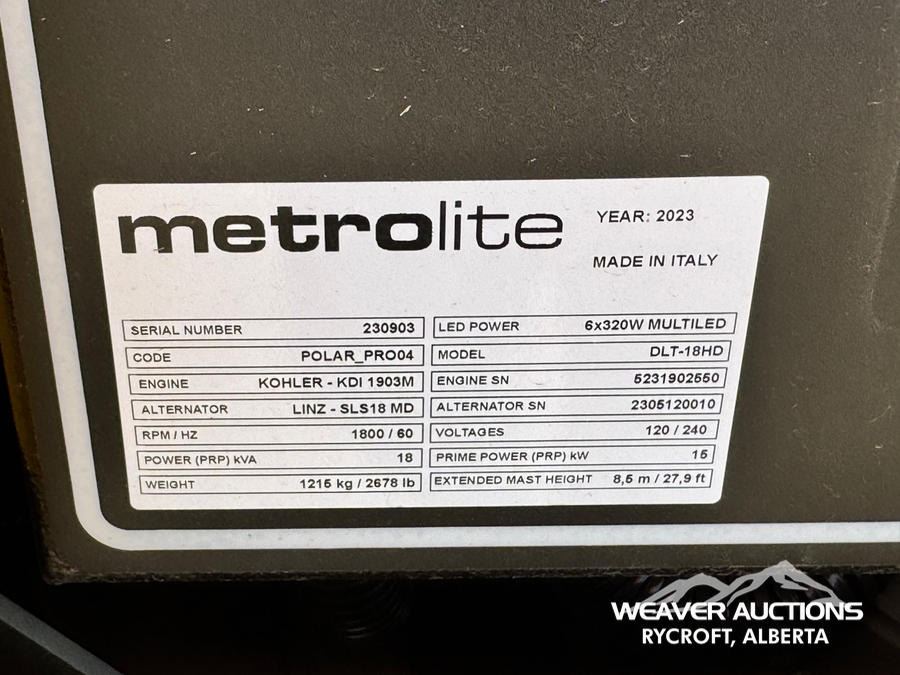 metrolite
YEAR: 2023
MADE IN ITALY
SERIAL NUMBER 230903
LED POWER 6x320W MULTILED
CODE POLAR_PRO04
MODEL DLT-18HD
ENGINE KOHLER - KDI 1903M
ENGINE SN 5231902550
ALTERNATOR LINZ - SLS18 MD
ALTERNATOR SN 2305120010
RPM / HZ 1800 / 60
VOLTAGES 120 / 240
POWER (PRP) kVA 18
PRIME POWER (PRP) kW 15
WEIGHT 1215 kg / 2678 lb
EXTENDED MAST HEIGHT 8,5 m / 27,9 ft
WEAVER AUCTIONS
RYCROFT, ALBERTA